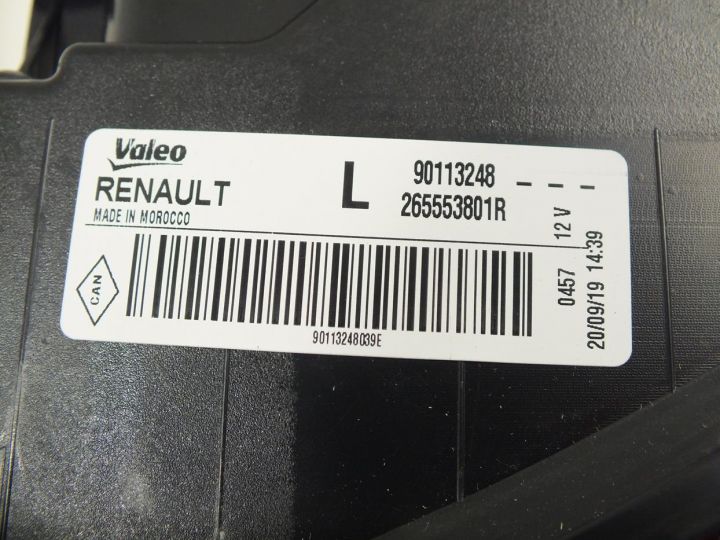 Valeo
RENAULT
MADE IN MOROCCO
L
90113248 - - -
265553801R
12 V
0457
20/09/19 14:39
CAN
90113248039E